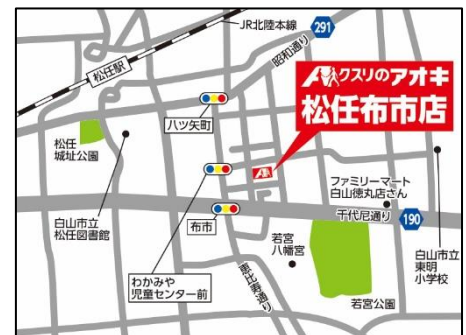 JR北陸本線
291
昭和通り
松任駅
クスリのアオキ
松任布市店
八ツ矢町
松任
城址公園
白山市立
松任図書館
ファミリーマート
白山徳丸店さん
千代尼通り
190
布市
わかみや
児童センター前
恵比寿通り
若宮
八幡宮
若宮公園
白山市立
東明
小学校